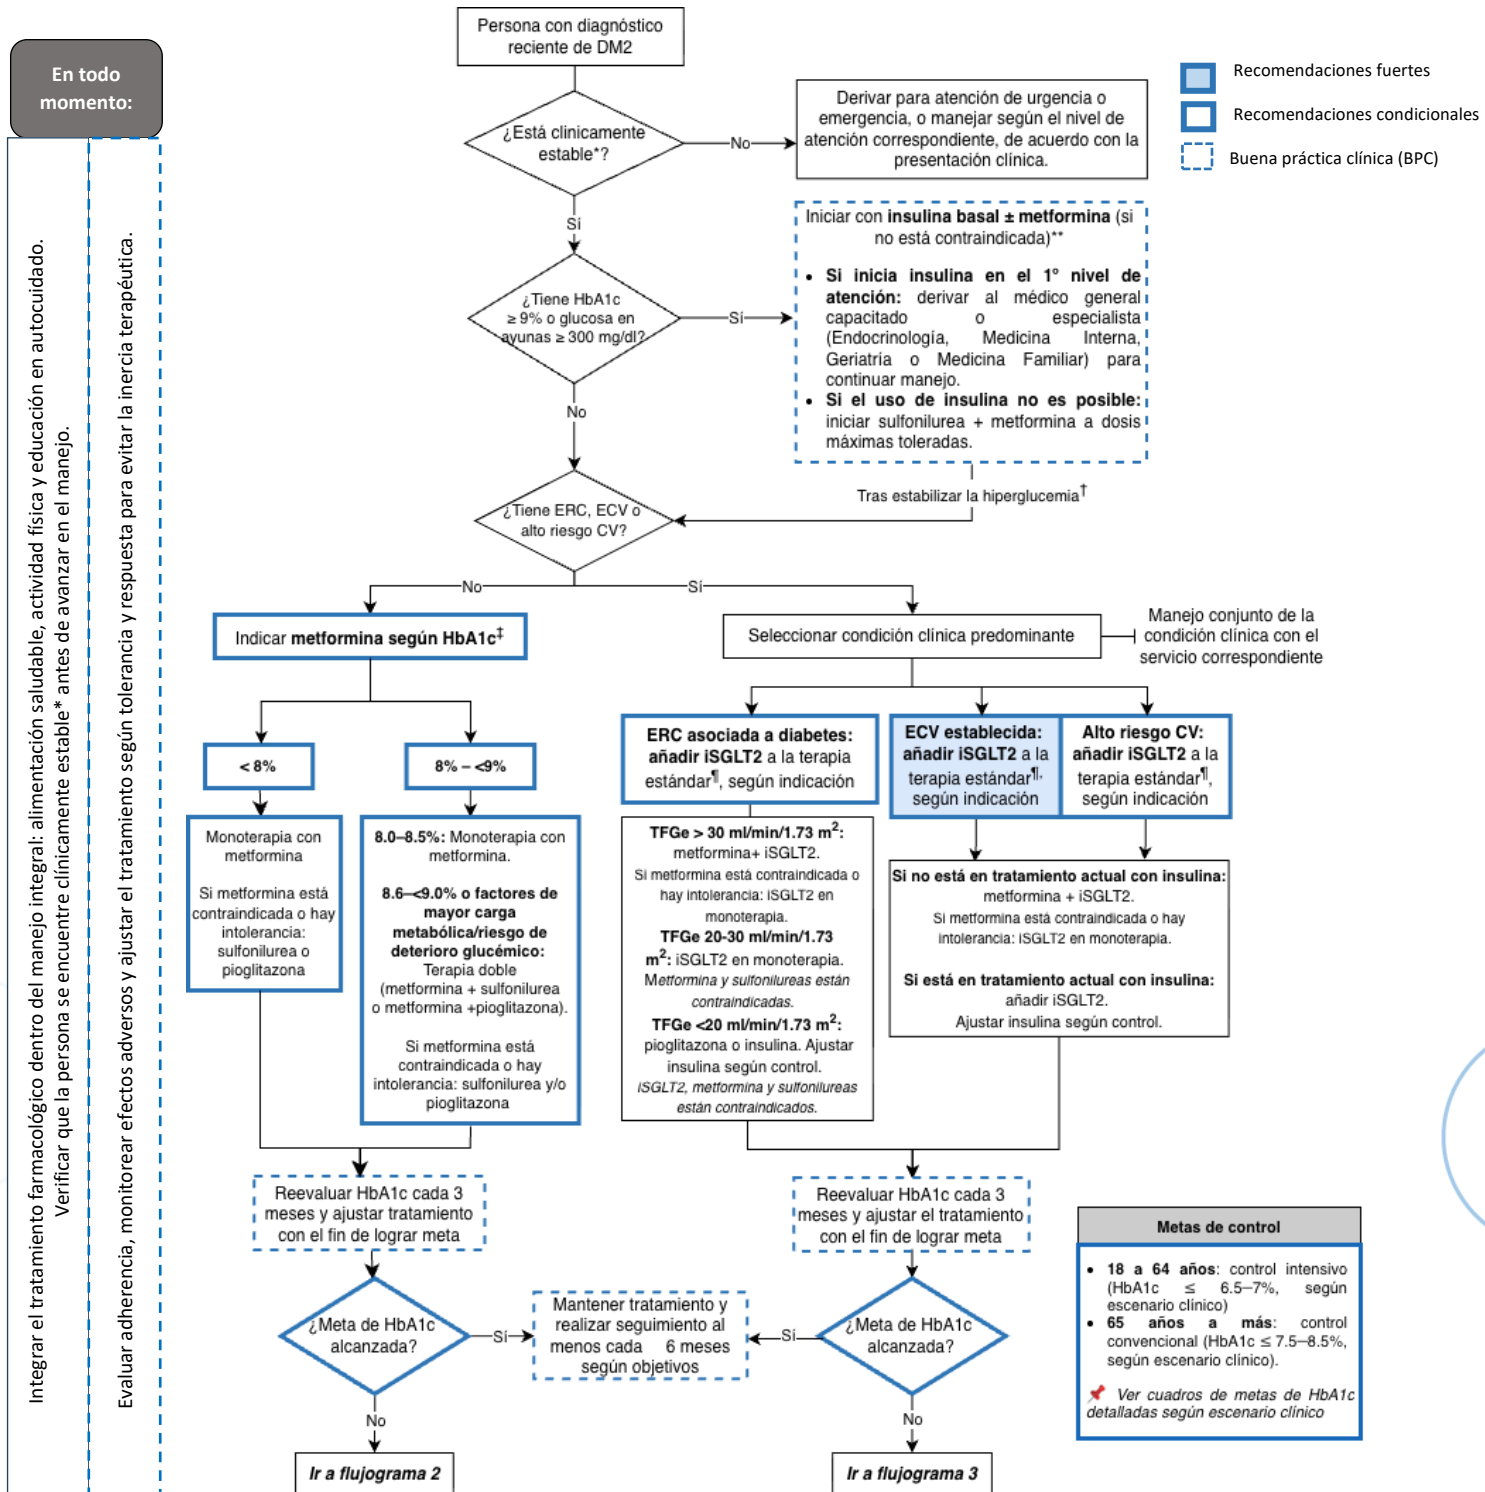 Persona con diagnóstico
reciente de DM2
En todo
momento:
Integrar el tratamiento farmacológico dentro del manejo integral: alimentación saludable, actividad física y educación en autocuidado.
Verificar que la persona se encuentre clínicamente estable* antes de avanzar en el manejo.
Evaluar adherencia, monitorear efectos adversos y ajustar el tratamiento según tolerancia y respuesta para evitar la inercia terapéutica.
Recomendaciones fuertes
Recomendaciones condicionales
Buena práctica clínica (BPC)
¿Está clinicamente
estable*?
No
Derivar para atención de urgencia o
emergencia, o manejar según el nivel de
atención correspondiente, de acuerdo con la
presentación clínica.
Sí
¿Tiene HbA1c
≥ 9% o glucosa en
ayunas ≥ 300 mg/dl?
Sí
Iniciar con insulina basal ± metformina (si
no está contraindicada)**
• Si inicia insulina en el 1° nivel de
atención: derivar al médico general
capacitado o especialista
(Endocrinología, Medicina Interna,
Geriatría o Medicina Familiar) para
continuar manejo.
• Si el uso de insulina no es posible:
iniciar sulfonilurea + metformina a dosis
máximas toleradas.
No
Tras estabilizar la hiperglucemia†
¿Tiene ERC, ECV o
alto riesgo CV?
No
Sí
Indicar metformina según HbA1c‡
Seleccionar condición clínica predominante
Manejo conjunto de la
condición clínica con el
servicio correspondiente
< 8%
8% – <9%
ERC asociada a diabetes:
añadir iSGLT2 a la terapia
estándar¶, según indicación
ECV establecida:
añadir iSGLT2 a la
terapia estándar¶,
según indicación
Alto riesgo CV:
añadir iSGLT2 a la
terapia estándar¶,
según indicación
Monoterapia con
metformina
Si metformina está
contraindicada o hay
intolerancia:
sulfonilurea o
pioglitazona
8.0–8.5%: Monoterapia con
metformina.
8.6–<9.0% o factores de
mayor carga
metabólica/riesgo de
deterioro glucémico:
Terapia doble
(metformina + sulfonilurea
o metformina +pioglitazona).
Si metformina está
contraindicada o hay
intolerancia: sulfonilurea y/o
pioglitazona
TFGe > 30 ml/min/1.73 m²:
metformina+ iSGLT2.
Si metformina está contraindicada o
hay intolerancia: iSGLT2 en
monoterapia.
TFGe 20-30 ml/min/1.73
m²: iSGLT2 en monoterapia.
Metformina y sulfonilureas están
contraindicadas.
TFGe <20 ml/min/1.73 m²:
pioglitazona o insulina. Ajustar
insulina según control.
iSGLT2, metformina y sulfonilureas
están contraindicados.
Si no está en tratamiento actual con insulina:
metformina + iSGLT2.
Si metformina está contraindicada o hay
intolerancia: iSGLT2 en monoterapia.
Si está en tratamiento actual con insulina:
añadir iSGLT2.
Ajustar insulina según control.
Reevaluar HbA1c cada 3
meses y ajustar tratamiento
con el fin de lograr meta
Reevaluar HbA1c cada 3
meses y ajustar el tratamiento
con el fin de lograr meta
¿Meta de HbA1c
alcanzada?
Sí
Mantener tratamiento y
realizar seguimiento al
menos cada 6 meses
según objetivos
Sí
¿Meta de HbA1c
alcanzada?
No
No
Ir a flujograma 2
Ir a flujograma 3
Metas de control
• 18 a 64 años: control intensivo
(HbA1c ≤ 6.5–7%, según
escenario clínico)
• 65 años a más: control
convencional (HbA1c ≤ 7.5–8.5%,
según escenario clínico).
Ver cuadros de metas de HbA1c
detalladas según escenario clínico